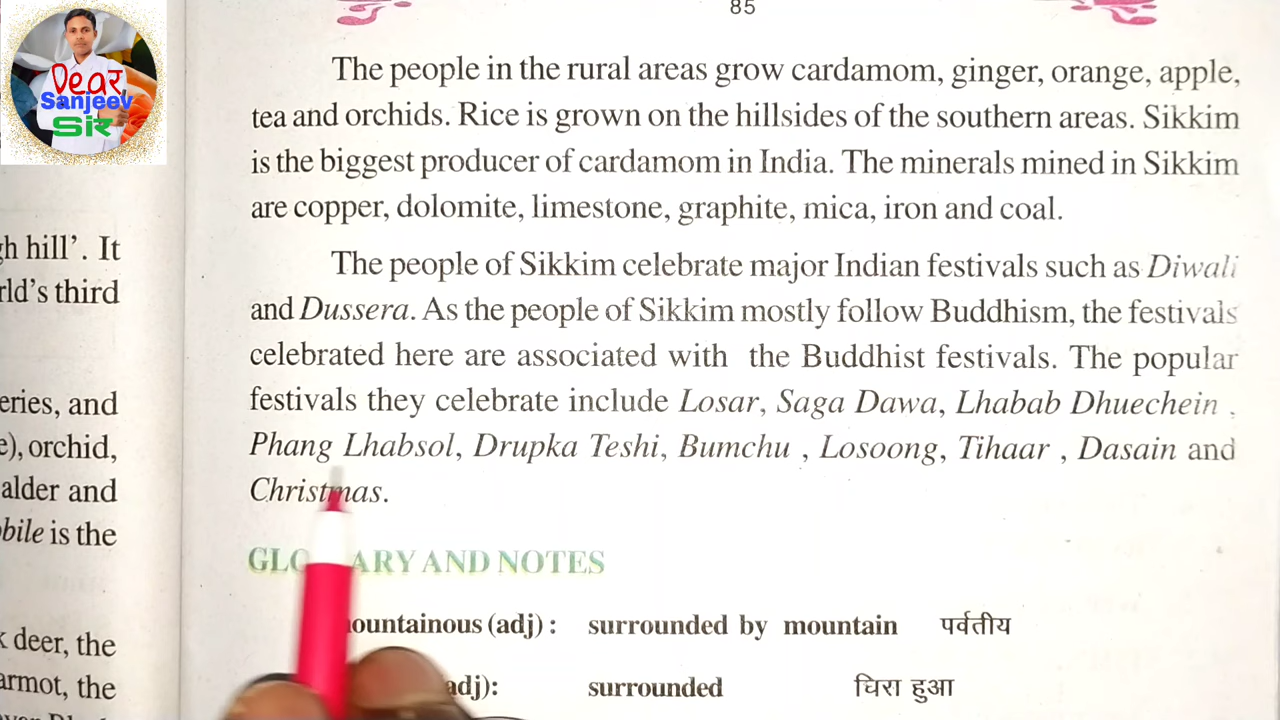 85
Dearर
Sanjeev
Siर
The people in the rural areas grow cardamom, ginger, orange, apple,
tea and orchids. Rice is grown on the hillsides of the southern areas. Sikkim
is the biggest producer of cardamom in India. The minerals mined in Sikkim
are copper, dolomite, limestone, graphite, mica, iron and coal.
The people of Sikkim celebrate major Indian festivals such as Diwali
and Dussera. As the people of Sikkim mostly follow Buddhism, the festivals
celebrated here are associated with the Buddhist festivals. The popular
festivals they celebrate include Losar, Saga Dawa, Lhabab Dhuechein ,
Phang Lhabsol, Drupka Teshi, Bumchu , Losoong, Tihaar , Dasain and
Christmas.
GLOSSARY AND NOTES
mountainous (adj) : surrounded by mountain पर्वतीय
adj): surrounded घिरा हुआ
gh hill'. It
rld's third
eries, and
e), orchid,
alder and
obile is the
k deer, the
armot, the